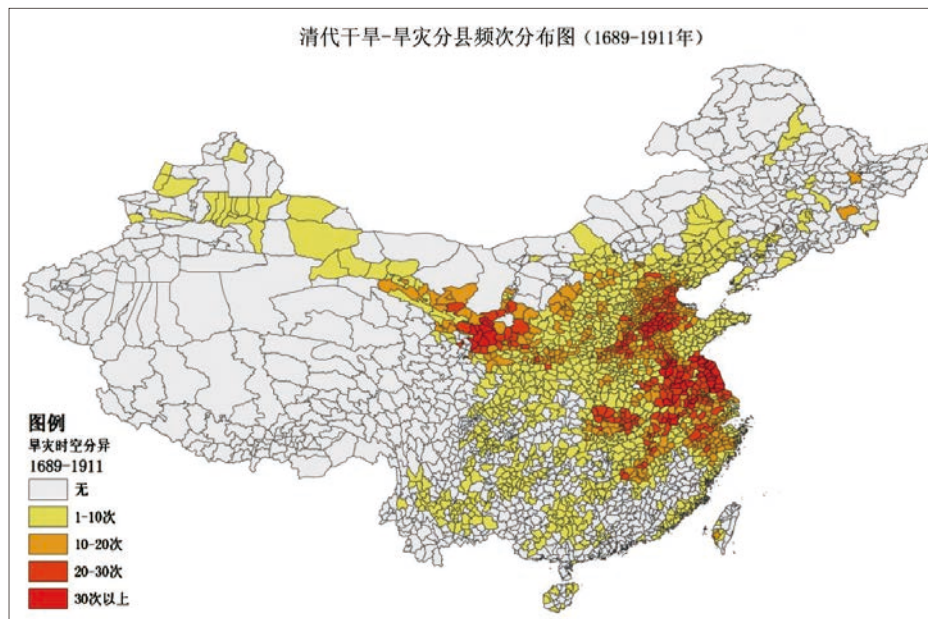 清代干旱-旱灾分县频次分布图（1689-1911年）
图例
旱灾时空分异
1689-1911
无
1-10次
10-20次
20-30次
30次以上